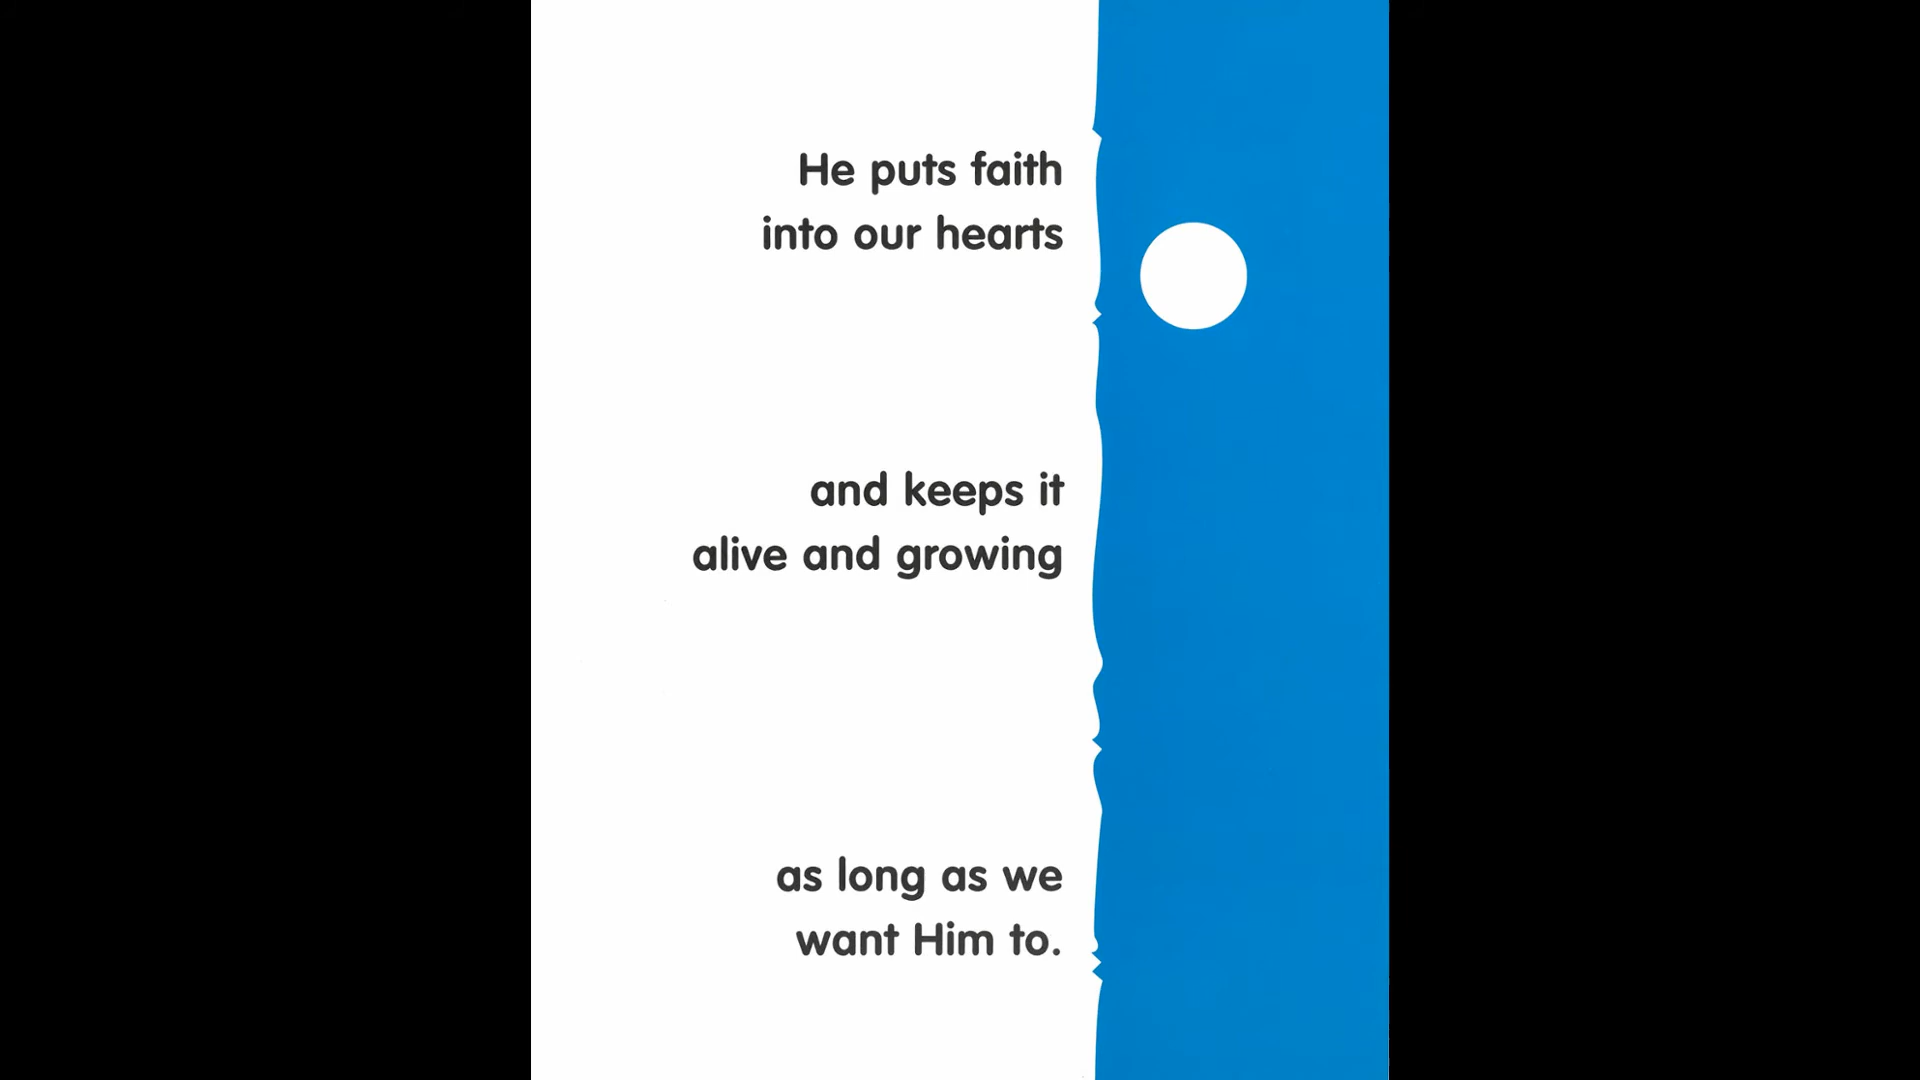 He puts faith
into our hearts
and keeps it
alive and growing
as long as we
want Him to.